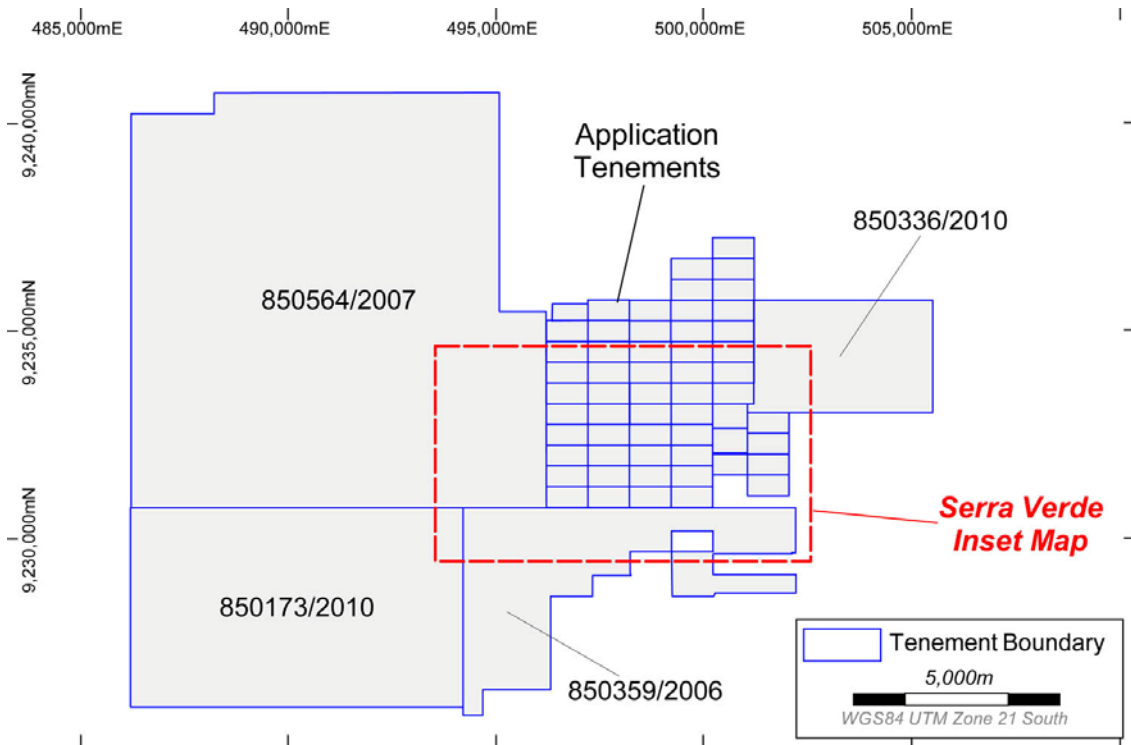 485,000mE
490,000mE
495,000mE
500,000mE
505,000mE
9,240,000mN
9,235,000mN
9,230,000mN
Application
Tenements
850336/2010
850564/2007
Serra Verde
Inset Map
850173/2010
850359/2006
Tenement Boundary
5,000m
WGS84 UTM Zone 21 South